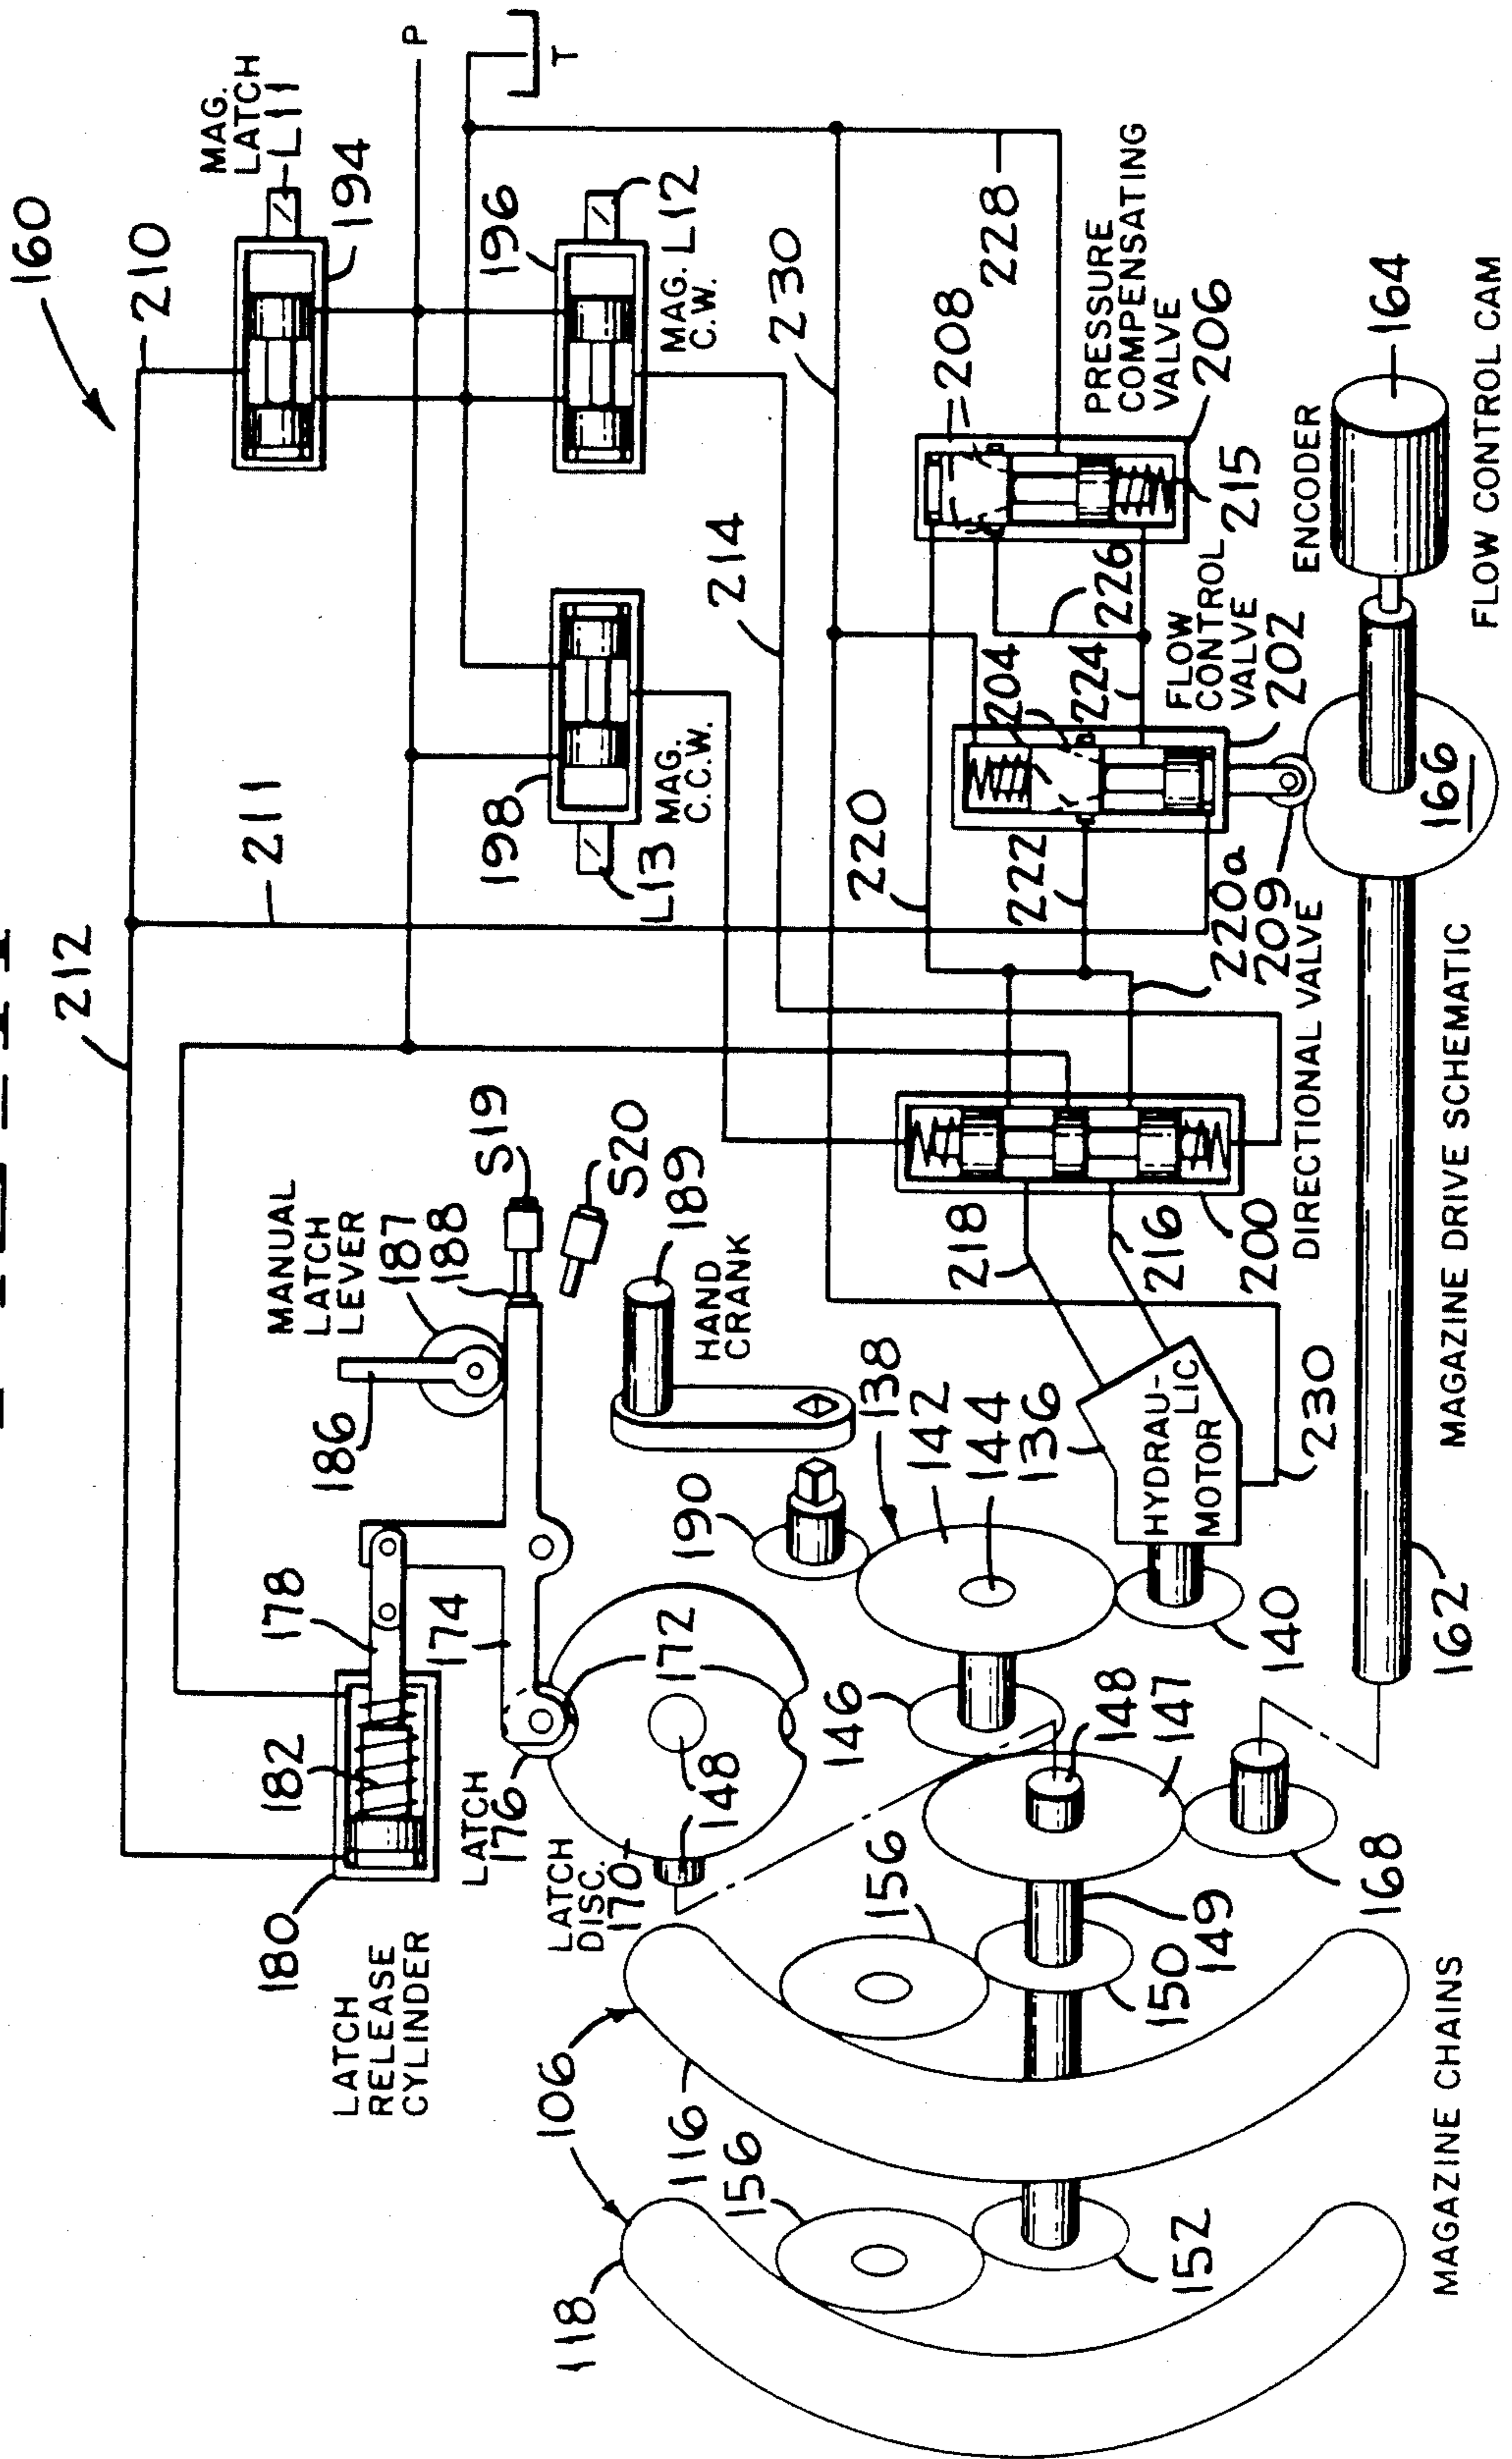 160
MAG.
LATCH
L11
210
194
P
T
212
211
196
L12
MAG.
C.W.
198
L13
MAG.
C.C.W.
214
230
228
208
PRESSURE
COMPENSATING
VALVE
206
215
226
224
204
FLOW
CONTROL
VALVE
202
220
222
220a
209
ENCODER
164
FLOW CONTROL CAM
166
MANUAL
LATCH
LEVER
187
188
186
S19
S20
189
HAND
CRANK
190
218
216
200
DIRECTIONAL VALVE
138
142
144
136
HYDRAU-
LIC
MOTOR
230
140
162
MAGAZINE DRIVE SCHEMATIC
178
174
182
180
LATCH
RELEASE
CYLINDER
LATCH
176
LATCH
DISC.
170
172
148
146
148
147
168
106
116
118
156
156
150
149
152
MAGAZINE CHAINS